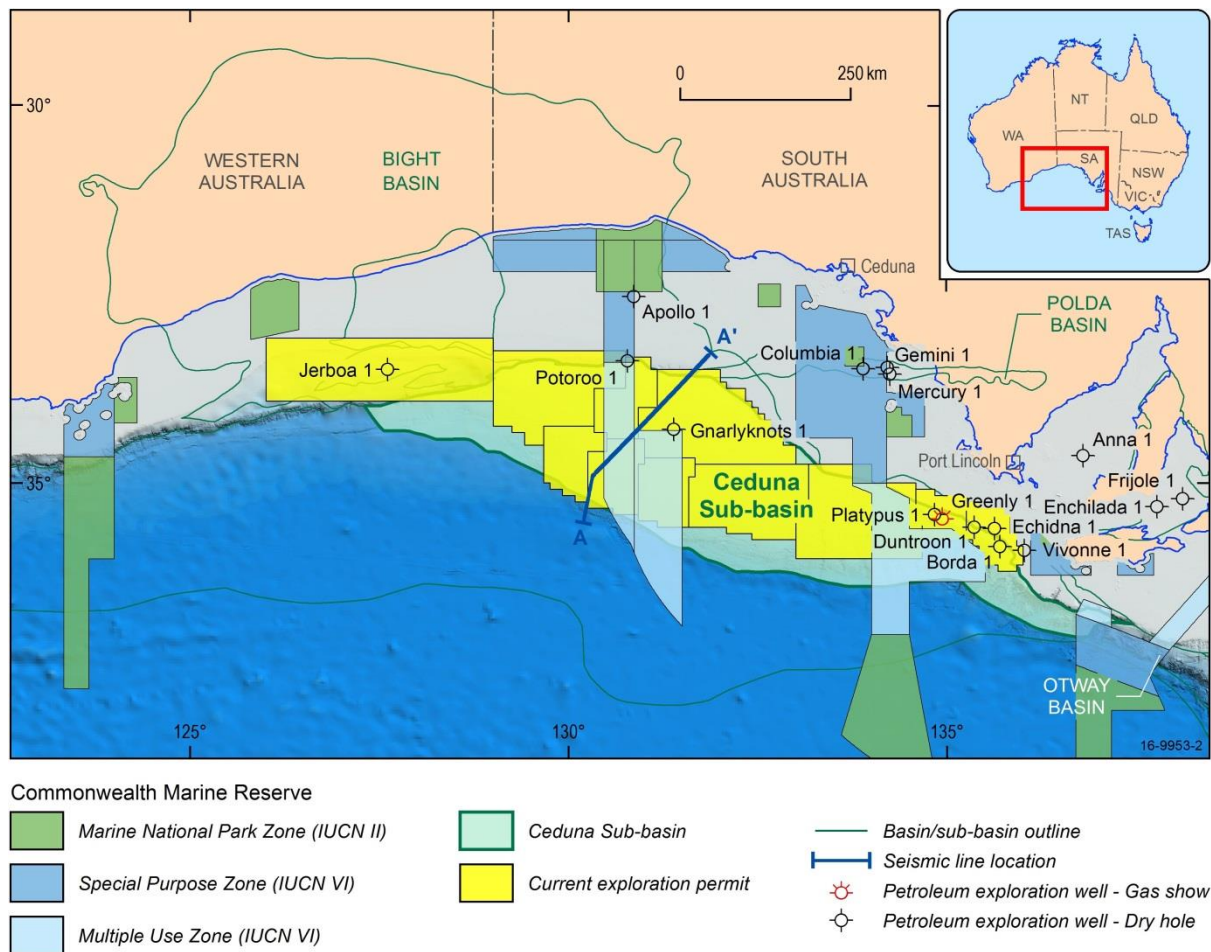 30°
0
250 km
WESTERN
AUSTRALIA
BIGHT
BASIN
SOUTH
AUSTRALIA
NT
WA
QLD
SA
NSW
VIC
TAS
Ceduna
POLDA
BASIN
Apollo 1
A'
Jerboa 1
Potoroo 1
Columbia 1
Gemini 1
Mercury 1
Gnarlyknots 1
Anna 1
Port Lincoln
Frijole 1
35°
Ceduna
Sub-basin
Greenly 1
Enchilada 1
Platypus 1
Echidna 1
A
Duntroon 1
Vivonne 1
Borda 1
OTWAY
BASIN
125°
130°
135°
16-9953-2
Commonwealth Marine Reserve
Marine National Park Zone (IUCN II)
Special Purpose Zone (IUCN VI)
Multiple Use Zone (IUCN VI)
Ceduna Sub-basin
Current exploration permit
Basin/sub-basin outline
Seismic line location
Petroleum exploration well - Gas show
Petroleum exploration well - Dry hole